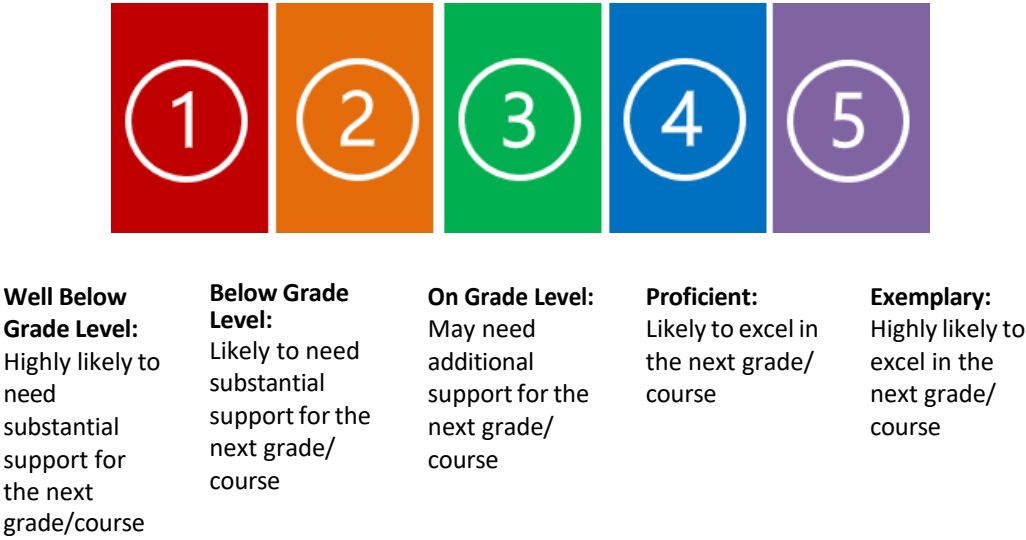 1
2
3
4
5
Well Below
Grade Level:
Highly likely to
need
substantial
support for
the next
grade/course
Below Grade
Level:
Likely to need
substantial
support for the
next grade/
course
On Grade Level:
May need
additional
support for the
next grade/
course
Proficient:
Likely to excel in
the next grade/
course
Exemplary:
Highly likely to
excel in the
next grade/
course